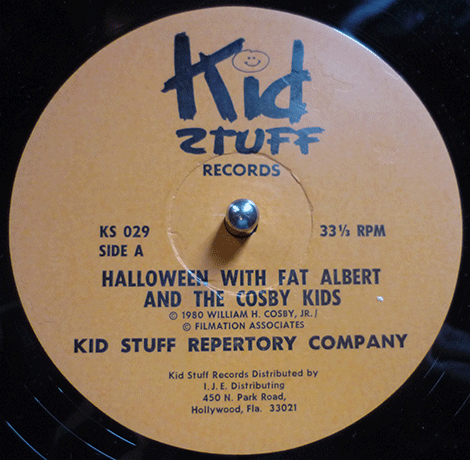 Kid
STUFF
RECORDS
KS 029 33⅓ RPM
SIDE A
HALLOWEEN WITH FAT ALBERT
AND THE COSBY KIDS
© 1980 WILLIAM H. COSBY, JR./
© FILMATION ASSOCIATES
KID STUFF REPERTORY COMPANY
Kid Stuff Records Distributed by
I.J.E. Distributing
450 N. Park Road,
Hollywood, Fla. 33021